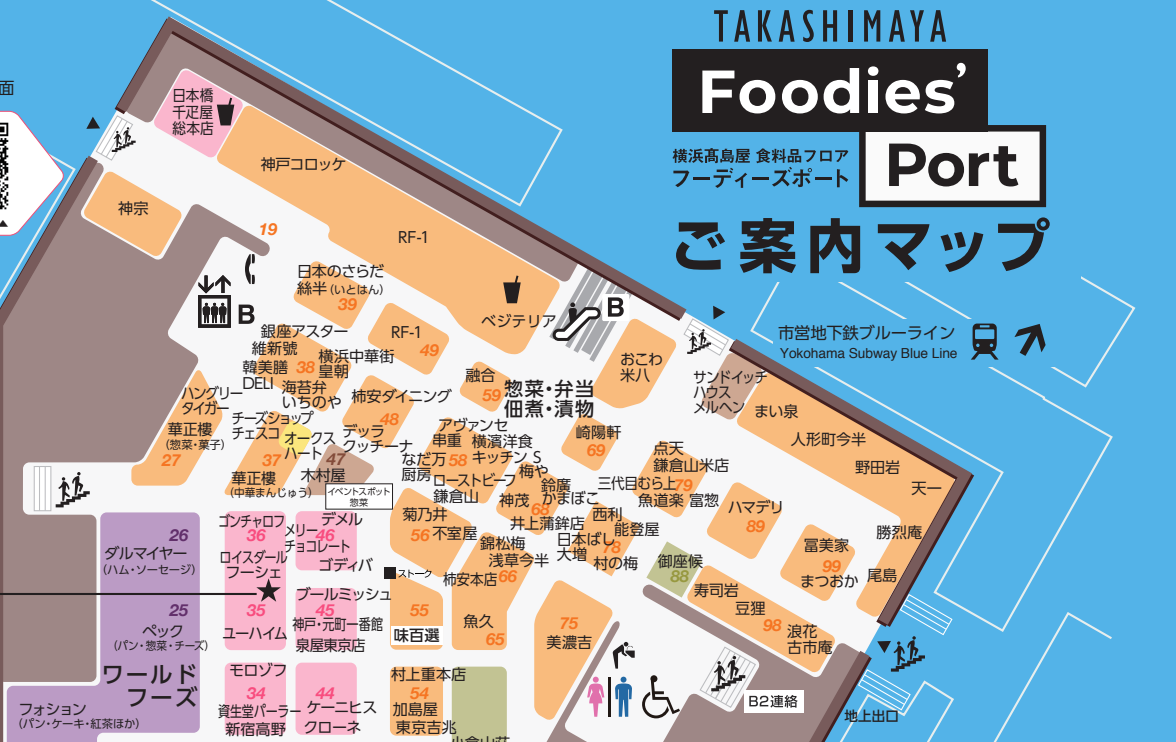 TAKASHIMAYA
Foodies'
Port
横浜髙島屋 食料品フロア
フーディーズポート
ご案内マップ
面
日本橋
千疋屋
総本店
神戸コロッケ
神宗
19
RF-1
B
日本のさらだ
絲半(いとはん)
39
ベジテリア
B
市営地下鉄ブルーライン
Yokohama Subway Blue Line
銀座アスター
維新號
韓美膳
DELI
38
横浜中華街
皇朝
海苔弁
いちのや
RF-1
49
融合
59
惣菜・弁当
佃煮・漬物
おこわ
米八
サンドイッチ
ハウス
メルヘン
まい泉
人形町今半
野田岩
天一
勝烈庵
尾島
ハングリー
タイガー
華正樓
(惣菜・菓子)
27
チーズショップ
チェスコ
オークス
ハート
37
華正樓
(中華まんじゅう)
柿安ダイニング
48
デッラ
クッチーナ
47
木村屋
イベントスポット
惣菜
アヴァンセ
串重
なだ万
厨房
58
横濱洋食
キッチン S
梅や
ローストビーフ
鎌倉山
崎陽軒
69
鈴廣
かまぼこ
神茂
68
井上蒲鉾店
点天
鎌倉山米店
三代目むら上
79
魚道楽
富惣
ハマデリ
89
冨美家
99
まつおか
26
ダルマイヤー
(ハム・ソーセージ)
25
ペック
(パン・惣菜・チーズ)
ワールド
フーズ
フォション
(パン・ケーキ・紅茶ほか)
ゴンチャロフ
36
ロイスダール
フーシェ
35
ユーハイム
デメル
メリー
46
チョコレート
ゴディバ
ブールミッシュ
45
神戸・元町一番館
泉屋東京店
菊乃井
56
不室屋
ストーク
55
味百選
錦松梅
浅草今半
66
柿安本店
魚久
65
西利
能登屋
日本ばし
大増
78
村の梅
御座候
88
寿司岩
豆狸
98
浪花
古市庵
75
美濃吉
モロゾフ
34
資生堂パーラー
新宿高野
44
ケーニヒス
クローネ
村上重本店
54
加島屋
東京吉兆
B2連絡
地上出口